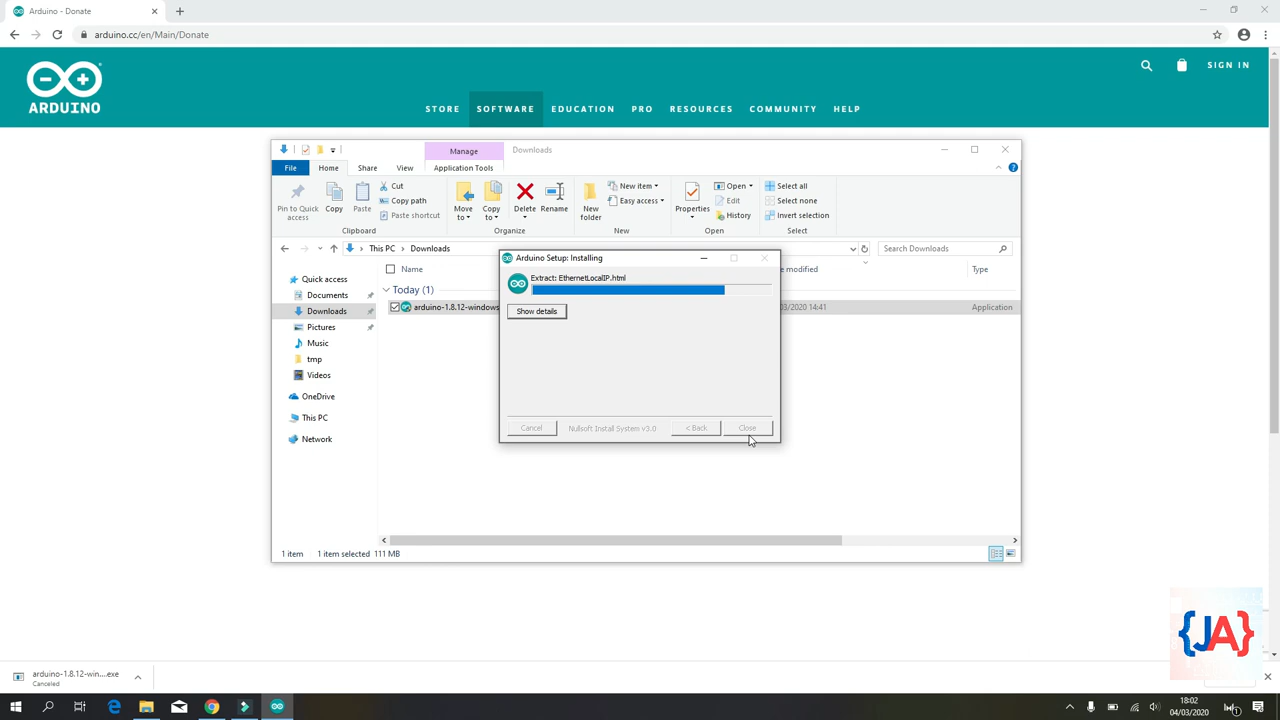 Arduino - Donate
arduino.cc/en/Main/Donate
ARDUINO
SIGN IN
STORE SOFTWARE EDUCATION PRO RESOURCES COMMUNITY HELP
Manage Downloads
File Home Share View Application Tools
Pin to Quick access
Copy
Paste
Cut
Copy path
Paste shortcut
Clipboard
Move to
Copy to
Delete
Rename
Organize
New folder
New item
Easy access
New
Properties
Open
Edit
History
Open
Select all
Select none
Invert selection
Select
This PC > Downloads
Search Downloads
Name
e modified
Type
Today (1)
arduino-1.8.12-windows
03/2020 14:41
Application
Quick access
Documents
Downloads
Pictures
Music
tmp
Videos
OneDrive
This PC
Network
Arduino Setup: Installing
Extract: EthernetLocalIP.html
Show details
Cancel
Nullsoft Install System v3.0
< Back
Close
1 item 1 item selected 111 MB
{JA}
arduino-1.8.12-win....exe
Canceled
18:02
04/03/2020